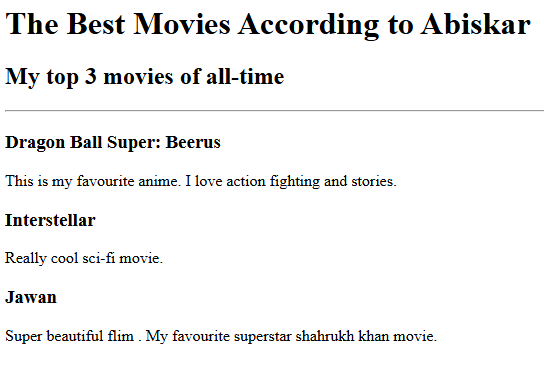 The Best Movies According to Abiskar
My top 3 movies of all-time
Dragon Ball Super: Beerus
This is my favourite anime. I love action fighting and stories.
Interstellar
Really cool sci-fi movie.
Jawan
Super beautiful flim . My favourite superstar shahrukh khan movie.